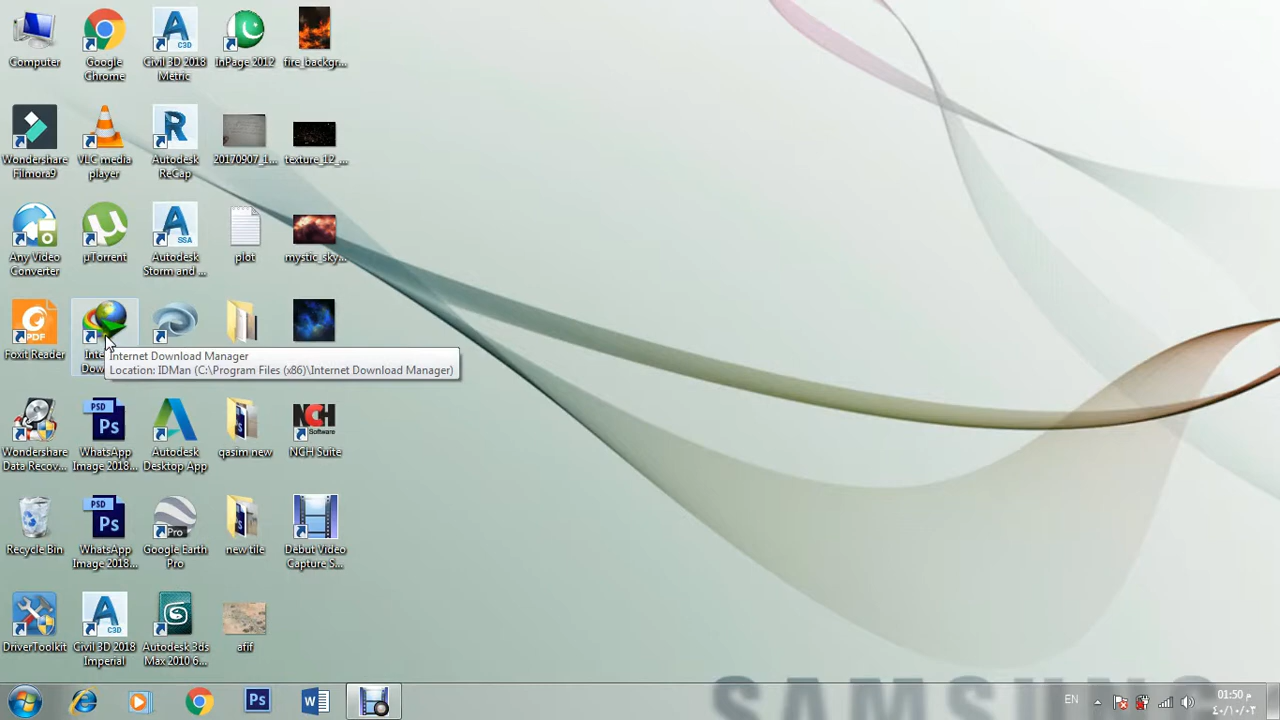 Computer
Google
Chrome
Civil 3D 2018
Metric
InPage 2012
fire_backgr...
Wondershare
Filmora9
VLC media
player
Autodesk
ReCap
20170907_1...
texture_12_...
Any Video
Converter
µTorrent
Autodesk
Storm and ...
plot
mystic_sky...
Foxit Reader
Inte
Dow
Internet Download Manager
Location: IDMan (C:\Program Files (x86)\Internet Download Manager)
Wondershare
Data Recov...
WhatsApp
Image 2018...
Autodesk
Desktop App
qasim new
NCH Suite
Recycle Bin
WhatsApp
Image 2018...
Google Earth
Pro
new tile
Debut Video
Capture S...
DriverToolkit
Civil 3D 2018
Imperial
Autodesk 3ds
Max 2010 6...
afif
SAMSUNG
EN
01:50 م
٤٠/١٠/٠٣